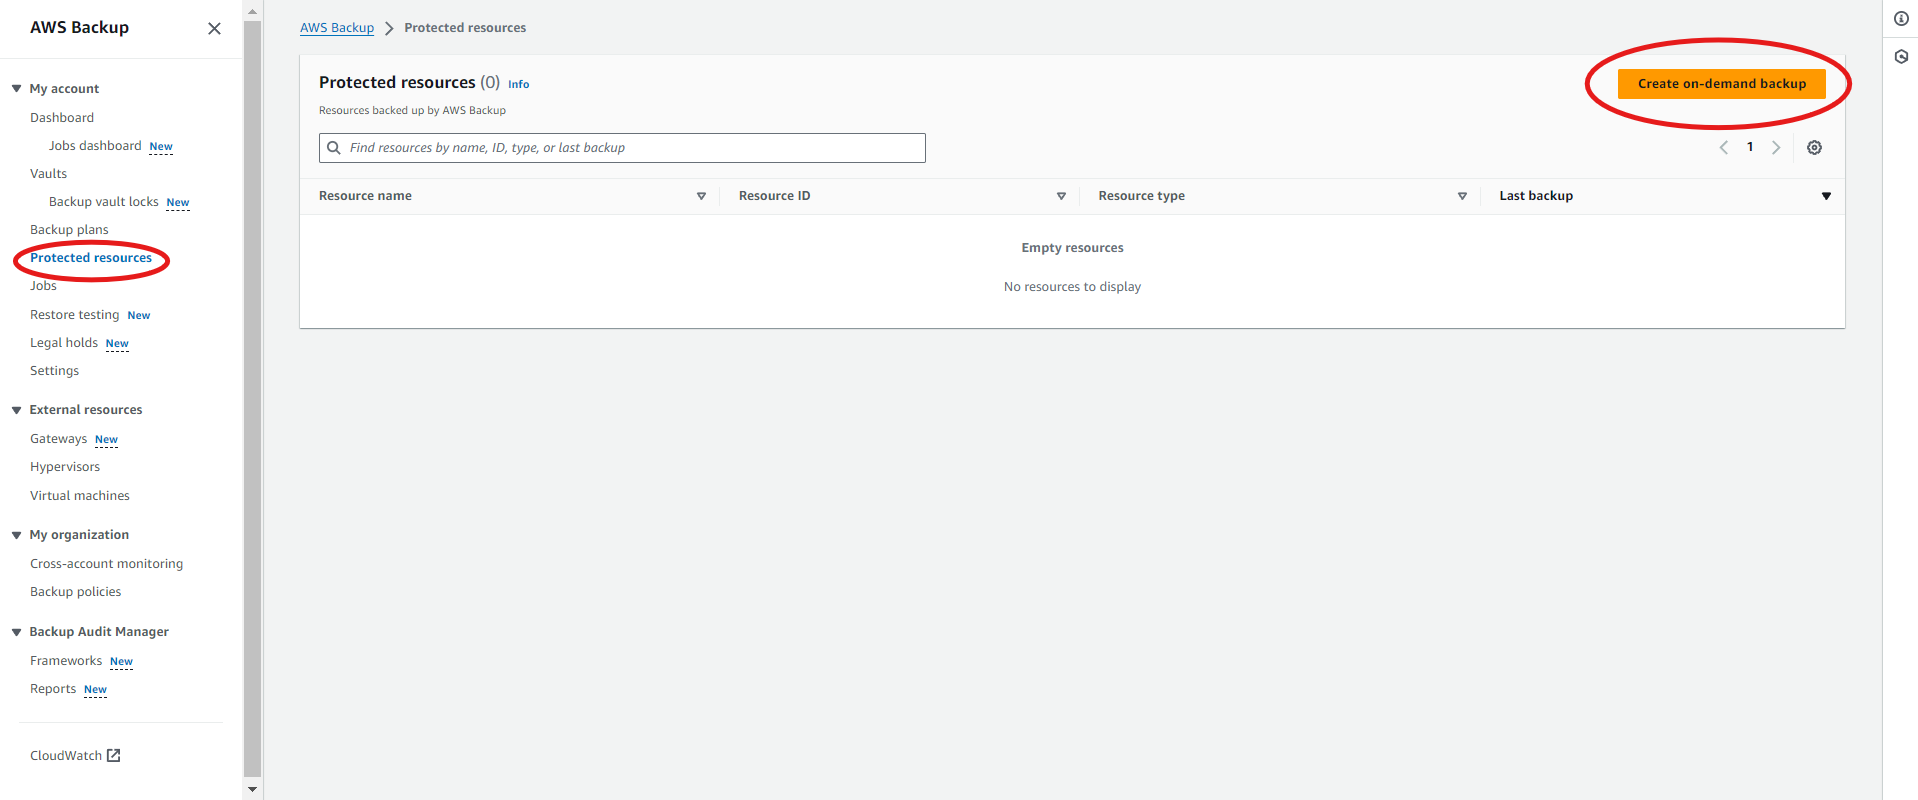 AWS Backup
My account
Dashboard
Jobs dashboard New
Vaults
Backup vault locks New
Backup plans
Protected resources
Jobs
Restore testing New
Legal holds New
Settings
External resources
Gateways New
Hypervisors
Virtual machines
My organization
Cross-account monitoring
Backup policies
Backup Audit Manager
Frameworks New
Reports New
CloudWatch
AWS Backup > Protected resources
Protected resources (0) Info
Create on-demand backup
Resources backed up by AWS Backup
Find resources by name, ID, type, or last backup
1
Resource name Resource ID Resource type Last backup
Empty resources
No resources to display